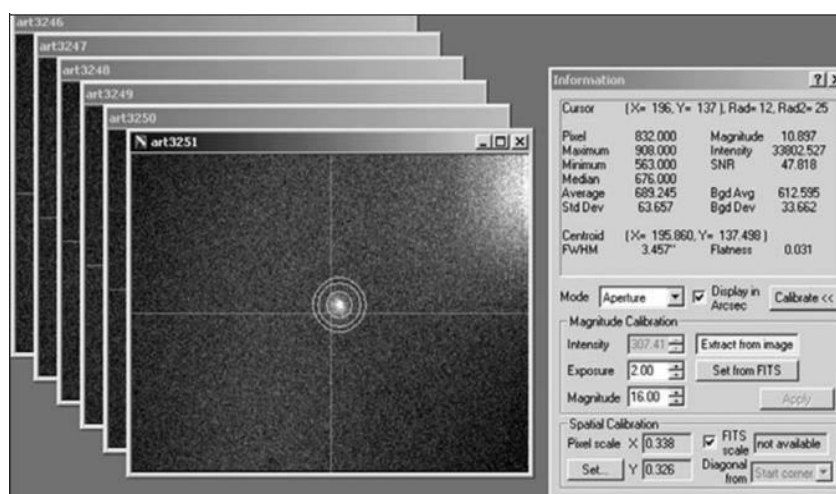 art3246
art3247
art3248
art3249
art3250
art3251
Information
Cursor (X= 196, Y= 137), Rad= 12, Rad2= 25
Pixel 832.000 Magnitude 10.897
Maximum 908.000 Intensity 33802.527
Minimum 563.000 SNR 47.818
Median 676.000
Average 689.245 Bgd Avg 612.595
Std Dev 63.657 Bgd Dev 33.662
Centroid (X= 195.860, Y= 137.498)
FWHM 3.457" Flatness 0.031
Mode Aperture Display in Arcsec Calibrate <<
Magnitude Calibration
Intensity 307.41 Extract from image
Exposure 2.00 Set from FITS
Magnitude 16.00 Apply
Spatial Calibration
Pixel scale X 0.338 FITS scale not available
Set... Y 0.326 Diagonal from Start corner